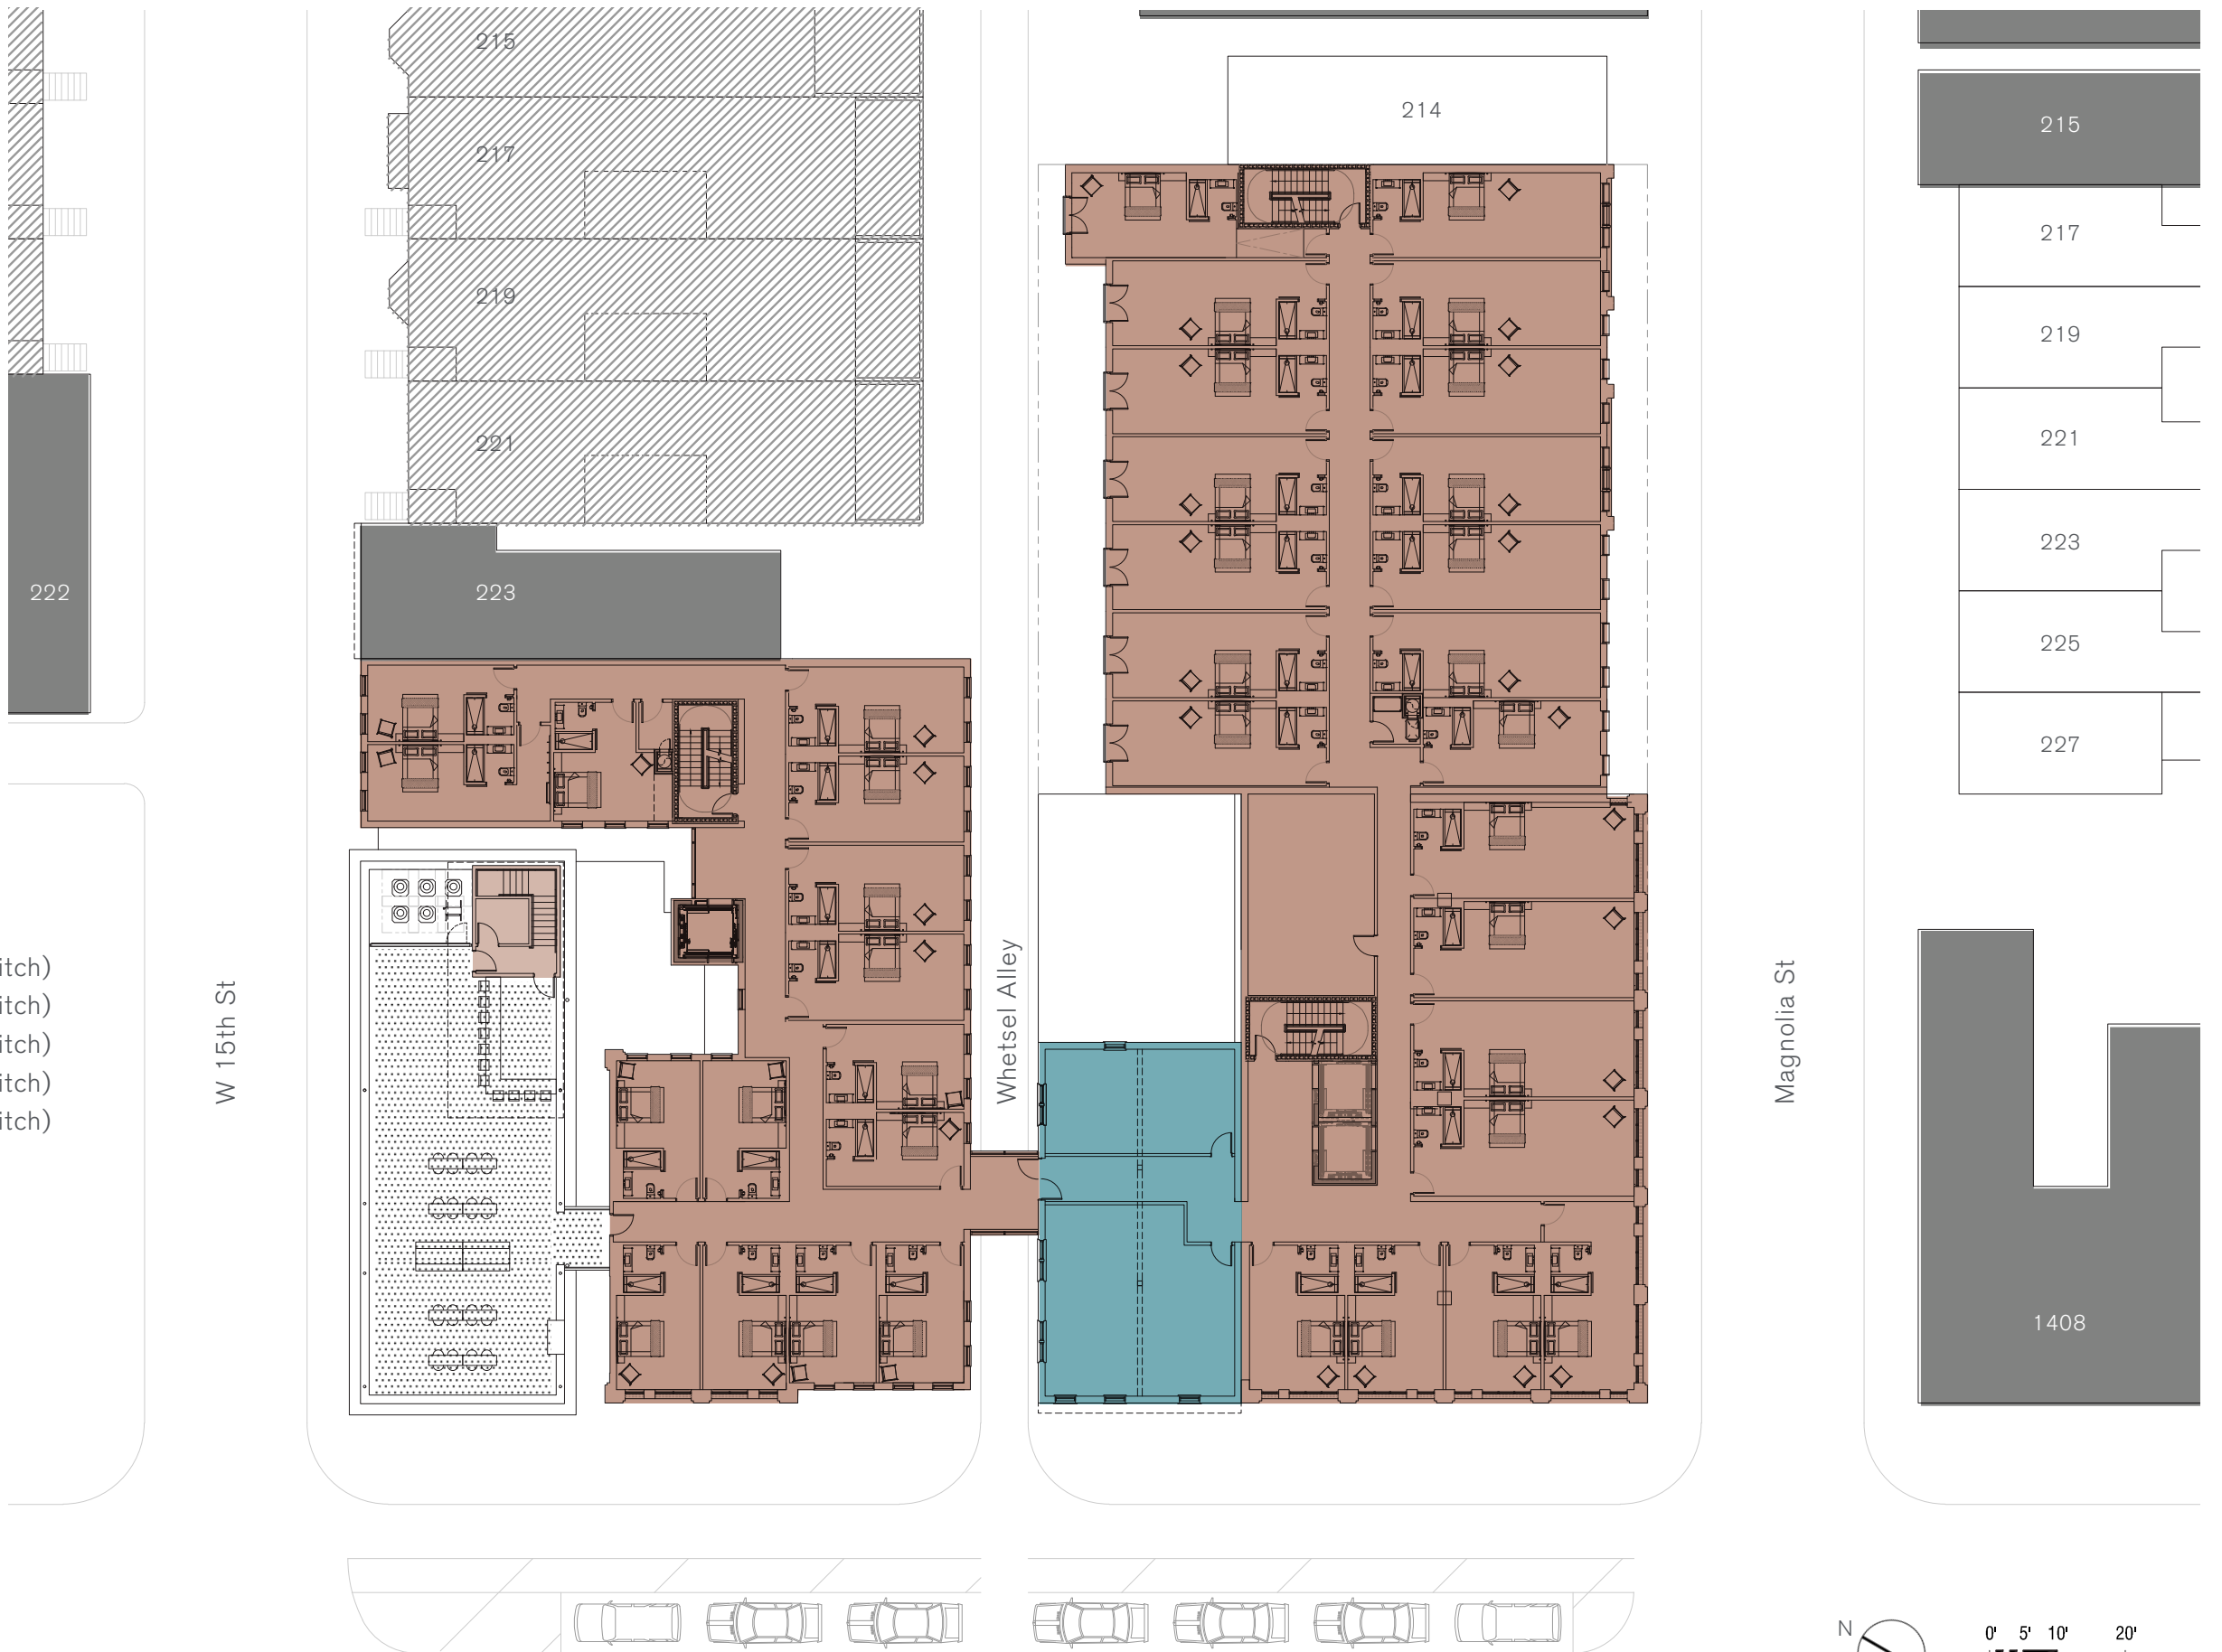 215
214
215
217
217
219
219
221
221
223
222
223
225
227
itch)
itch)
itch)
itch)
itch)
W 15th St
Whetsel Alley
Magnolia St
1408
N
0' 5' 10' 20'